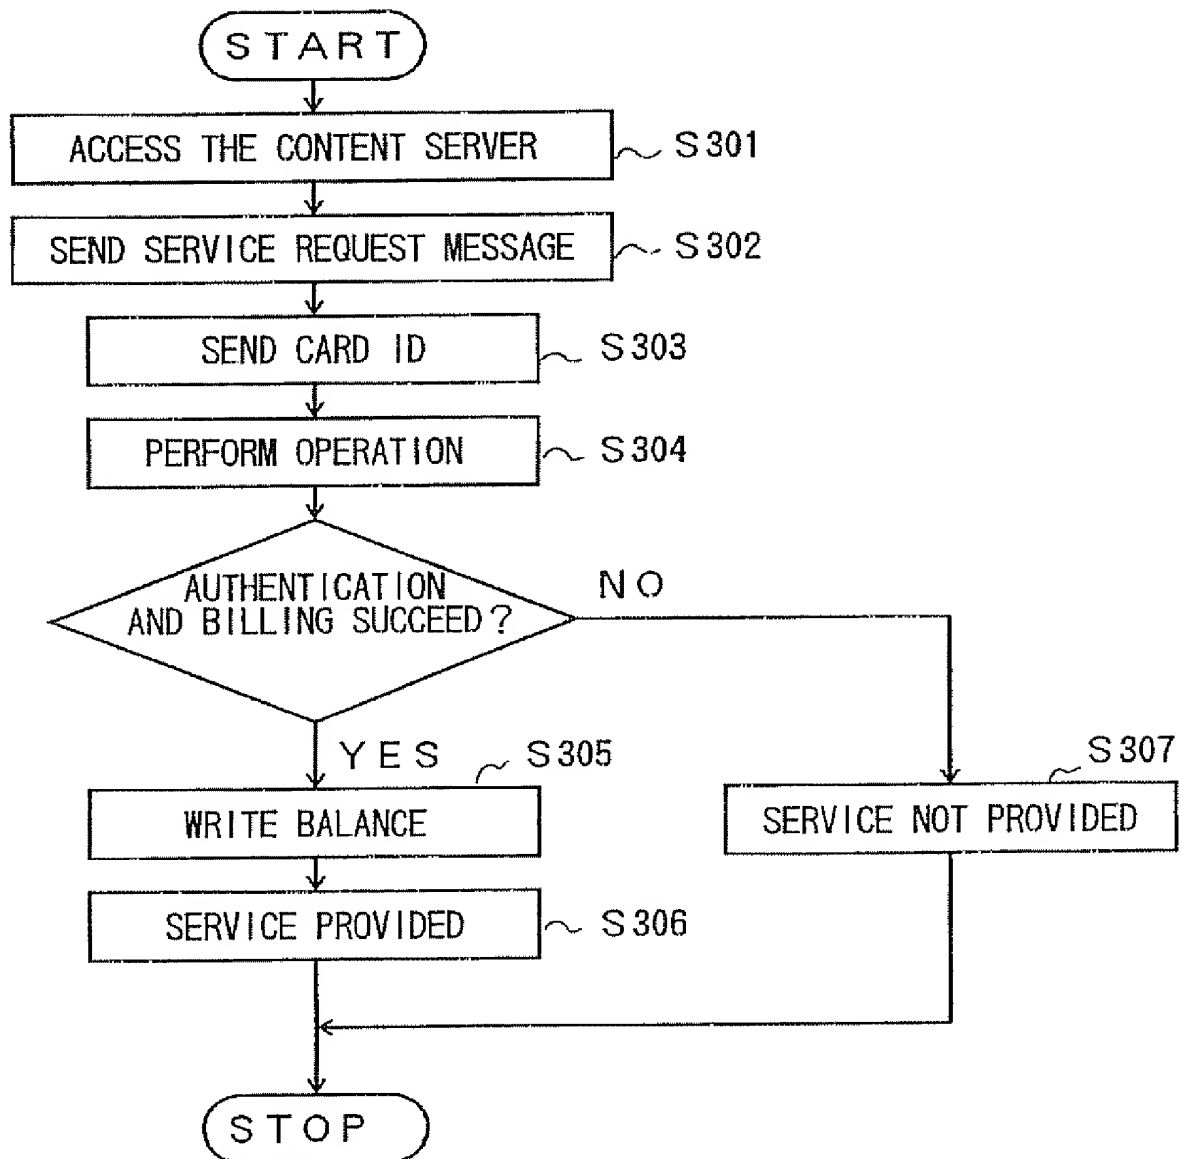 START
ACCESS THE CONTENT SERVER
S301
SEND SERVICE REQUEST MESSAGE
S302
SEND CARD ID
S303
PERFORM OPERATION
S304
AUTHENTICATION
AND BILLING SUCCEED?
NO
YES
S305
WRITE BALANCE
S307
SERVICE NOT PROVIDED
SERVICE PROVIDED
S306
STOP